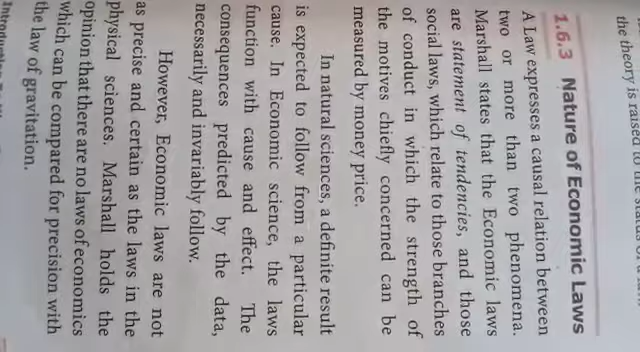 the theory is raised to the status of
1.6.3 Nature of Economic Laws
A Law expresses a causal relation between
two or more than two phenomena.
Marshall states that the Economic laws
are statement of tendencies, and those
social laws, which relate to those branches
of conduct in which the strength of
the motives chiefly concerned can be
measured by money price.
In natural sciences, a definite result
is expected to follow from a particular
cause. In Economic science, the laws
function with cause and effect. The
consequences predicted by the data,
necessarily and invariably follow.
However, Economic laws are not
as precise and certain as the laws in the
physical sciences. Marshall holds the
opinion that there are no laws of economics
which can be compared for precision with
the law of gravitation.